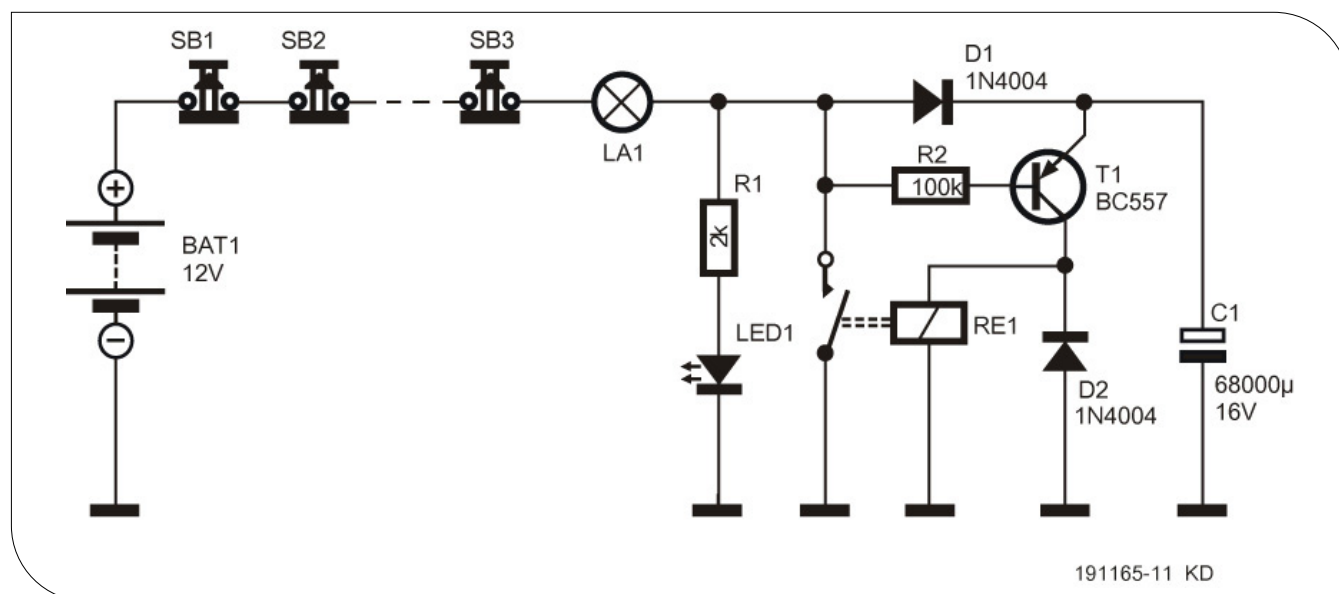 SB1
SB2
SB3
D1
1N4004
LA1
R1
2k
R2
100k
T1
BC557
BAT1
12V
LED1
RE1
D2
1N4004
C1
68000µ
16V
191165-11 KD